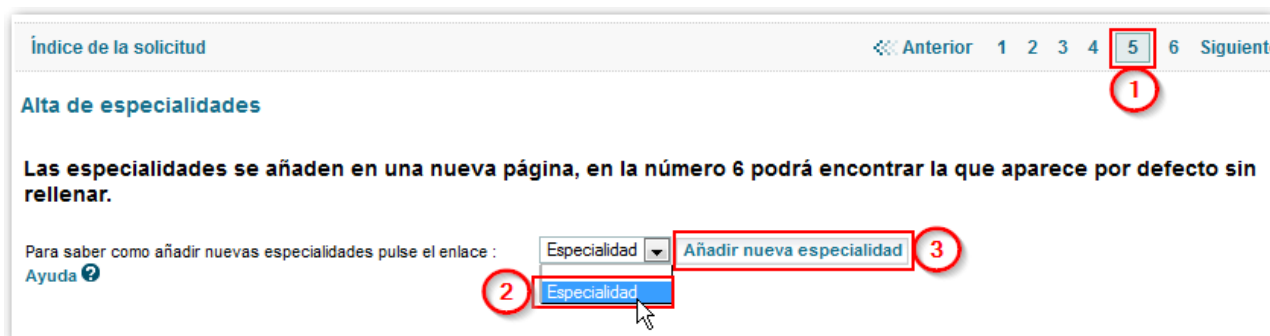 Índice de la solicitud Anterior 1 2 3 4 5 6 Siguient
1
Alta de especialidades
Las especialidades se añaden en una nueva página, en la número 6 podrá encontrar la que aparece por defecto sin
rellenar.
Para saber como añadir nuevas especialidades pulse el enlace : Especialidad Añadir nueva especialidad 3
Ayuda ?
2 Especialidad